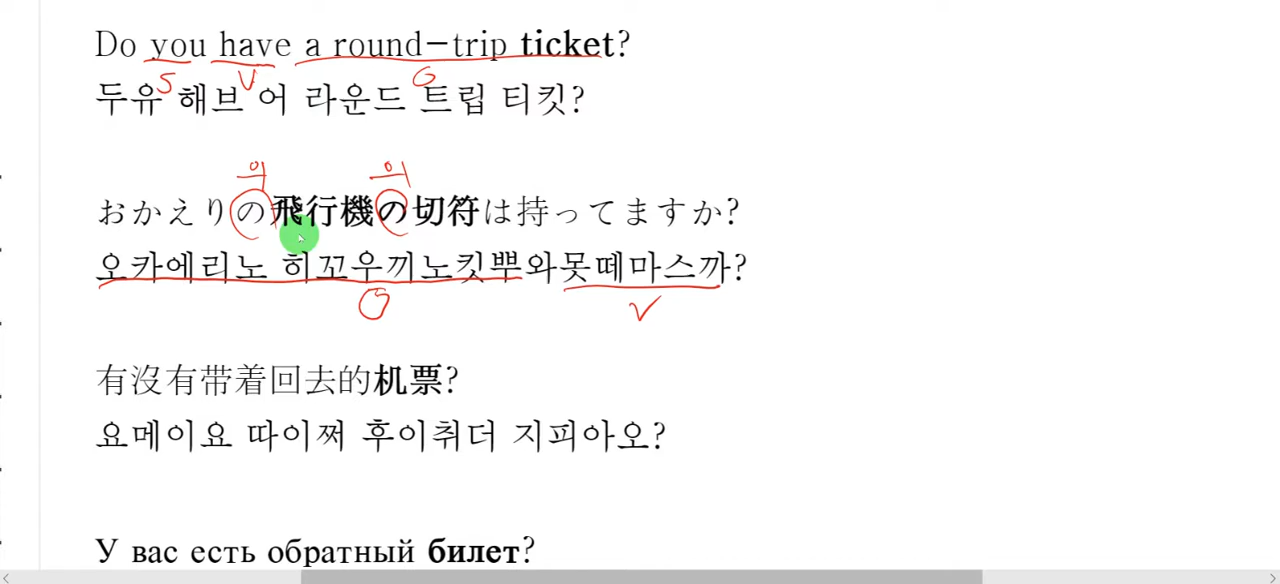 Do you have a round-trip ticket?
S V O
두유 해브 어 라운드 트립 티킷?
의 의
おかえりの飛行機の切符は持ってますか?
오카에리노 히꼬우끼노킷뿌와못떼마스까?
O V
有沒有带着回去的机票?
요메이요 따이쩌 후이취더 지피아오?
У вас есть обратный билет?